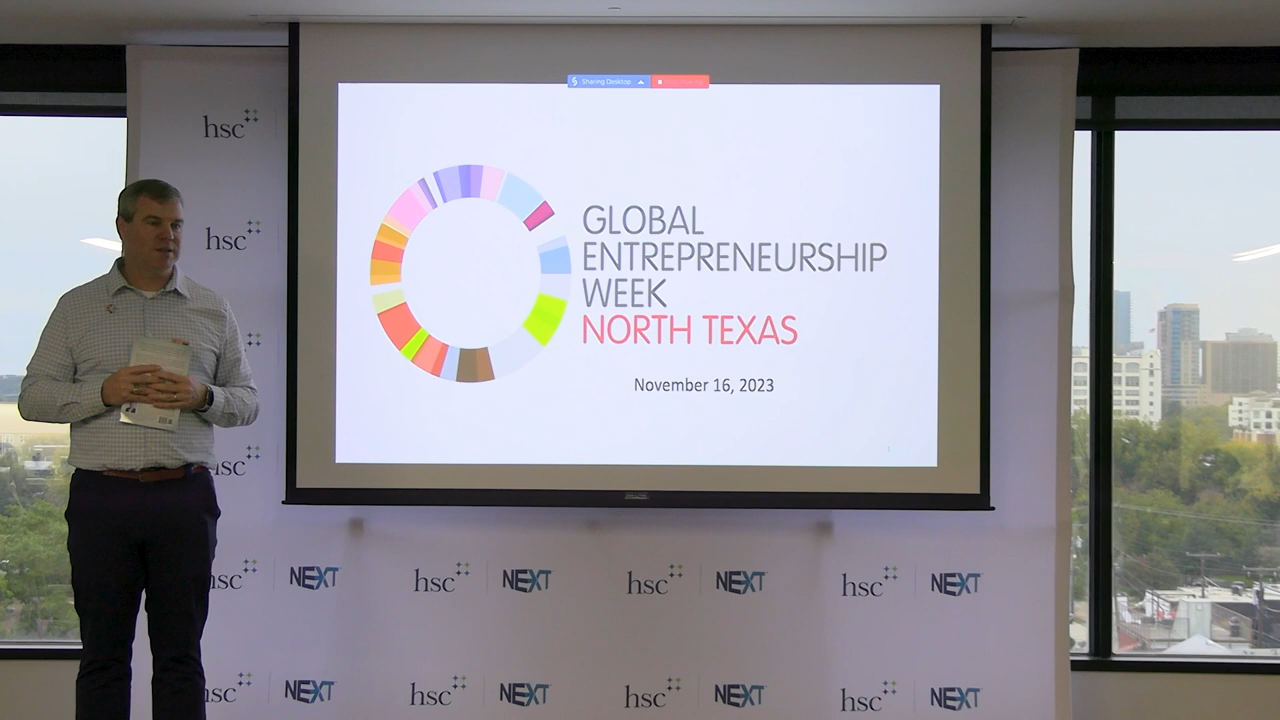 Sharing Desktop
hsc
GLOBAL
ENTREPRENEURSHIP
WEEK
NORTH TEXAS
November 16, 2023
hsc
hsc
hsc NEXT hsc NEXT hsc NEXT hsc NEXT
hsc NEXT hsc NEXT hsc NEXT hsc NEXT